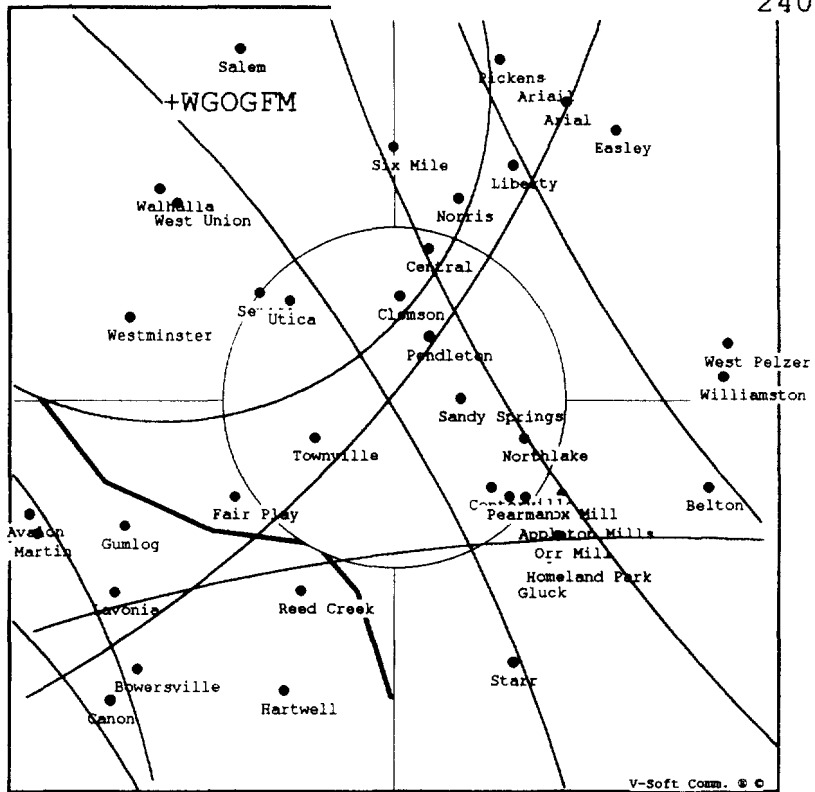 240
Salem
+WGOGFM
Pickens
Ariail
Arial
Easley
Six Mile
Liberty
Walhalla
West Union
Norris
Central
Utica
Clemson
Westminster
Pendleton
West Pelzer
Williamston
Sandy Springs
Townville
Northlake
Fair Play
Belton
Pearman
Mill
Avalon
Martin
Gumlog
Appleton Mills
Orr Mill
Homeland Park
Gluck
Lavonia
Reed Creek
Bowersville
Starr
Canon
Hartwell
V-Soft Comm. ® ©